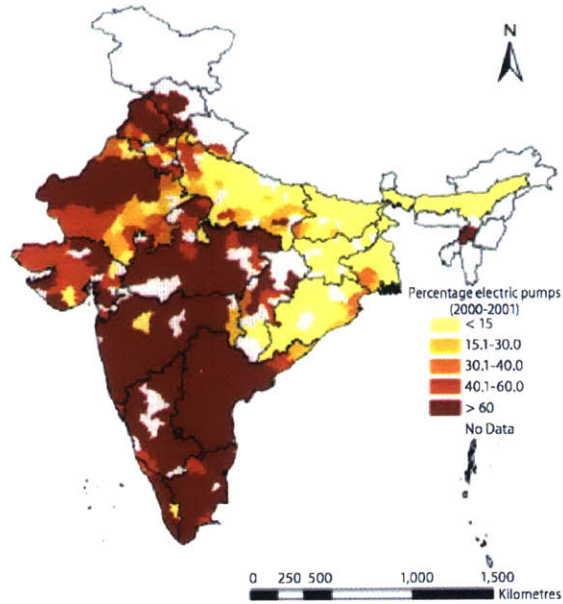 N
Percentage electric pumps
(2000-2001)
< 15
15.1-30.0
30.1-40.0
40.1-60.0
> 60
No Data
0 250 500 1,000 1,500
Kilometres